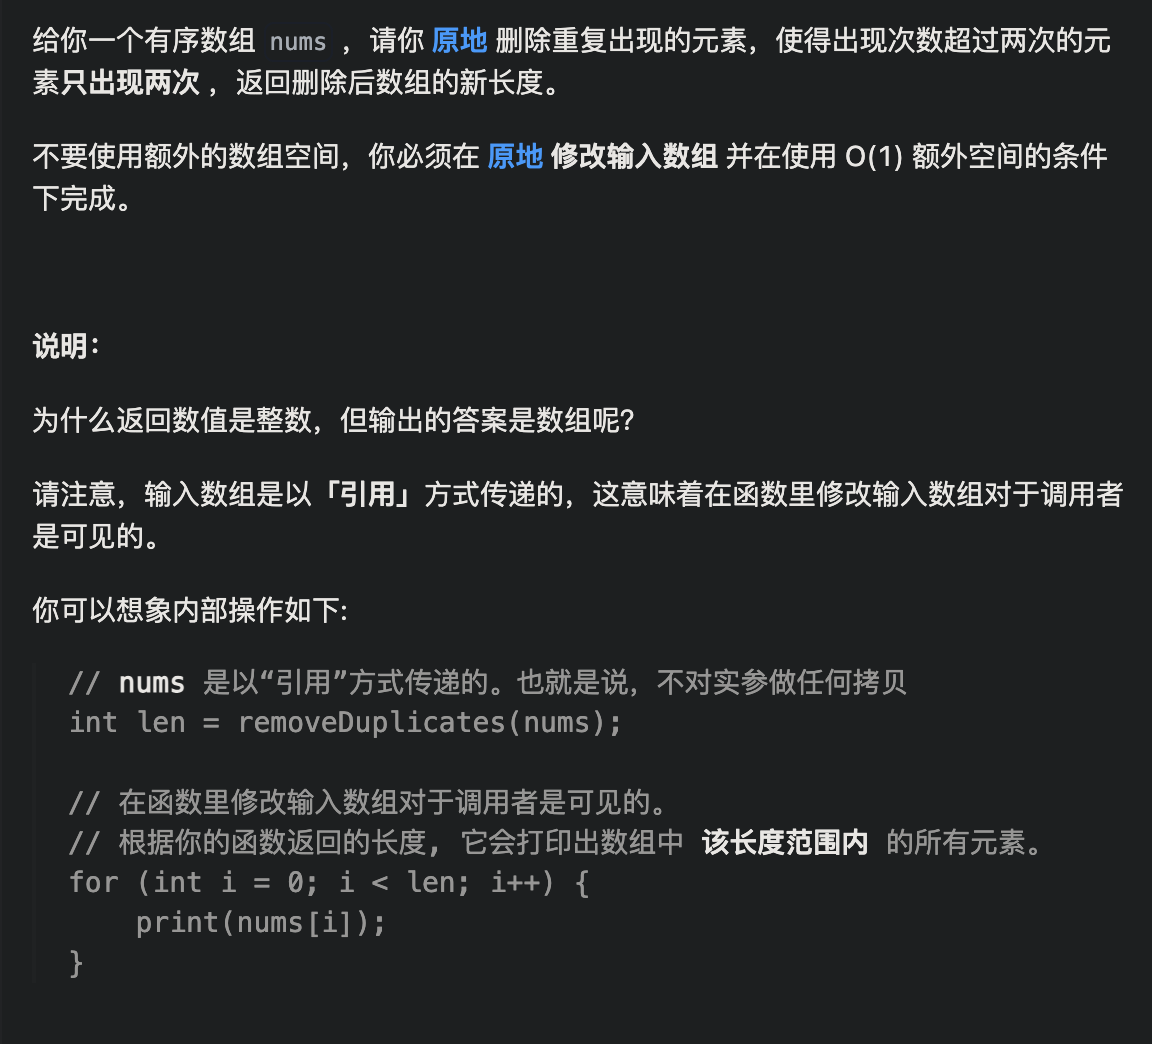 给你一个有序数组 nums ，请你 原地 删除重复出现的元素，使得出现次数超过两次的元
素只出现两次 ，返回删除后数组的新长度。
不要使用额外的数组空间，你必须在 原地 修改输入数组 并在使用 O(1) 额外空间的条件
下完成。
说明：
为什么返回数值是整数，但输出的答案是数组呢？
请注意，输入数组是以「引用」方式传递的，这意味着在函数里修改输入数组对于调用者
是可见的。
你可以想象内部操作如下:
// nums 是以“引用”方式传递的。也就是说，不对实参做任何拷贝
int len = removeDuplicates(nums);
// 在函数里修改输入数组对于调用者是可见的。
// 根据你的函数返回的长度, 它会打印出数组中 该长度范围内 的所有元素。
for (int i = 0; i < len; i++) {
    print(nums[i]);
}